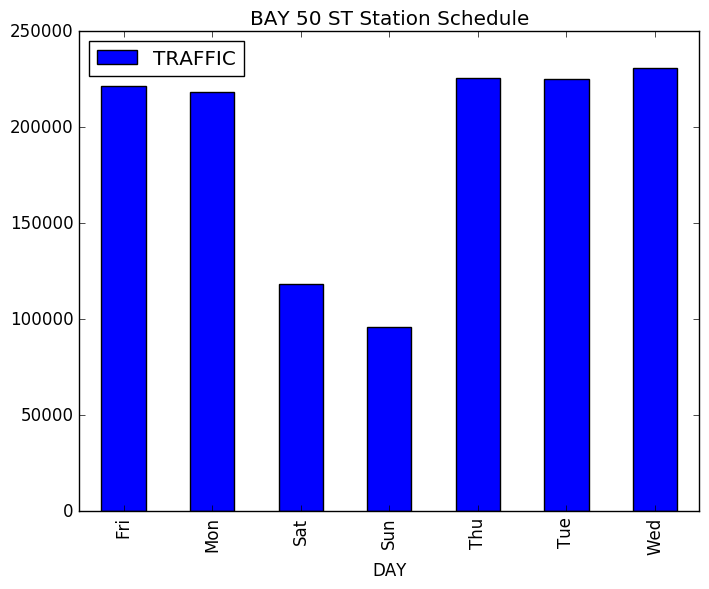 BAY 50 ST Station Schedule
TRAFFIC
250000
200000
150000
100000
50000
0
Fri
Mon
Sat
Sun
Thu
Tue
Wed
DAY